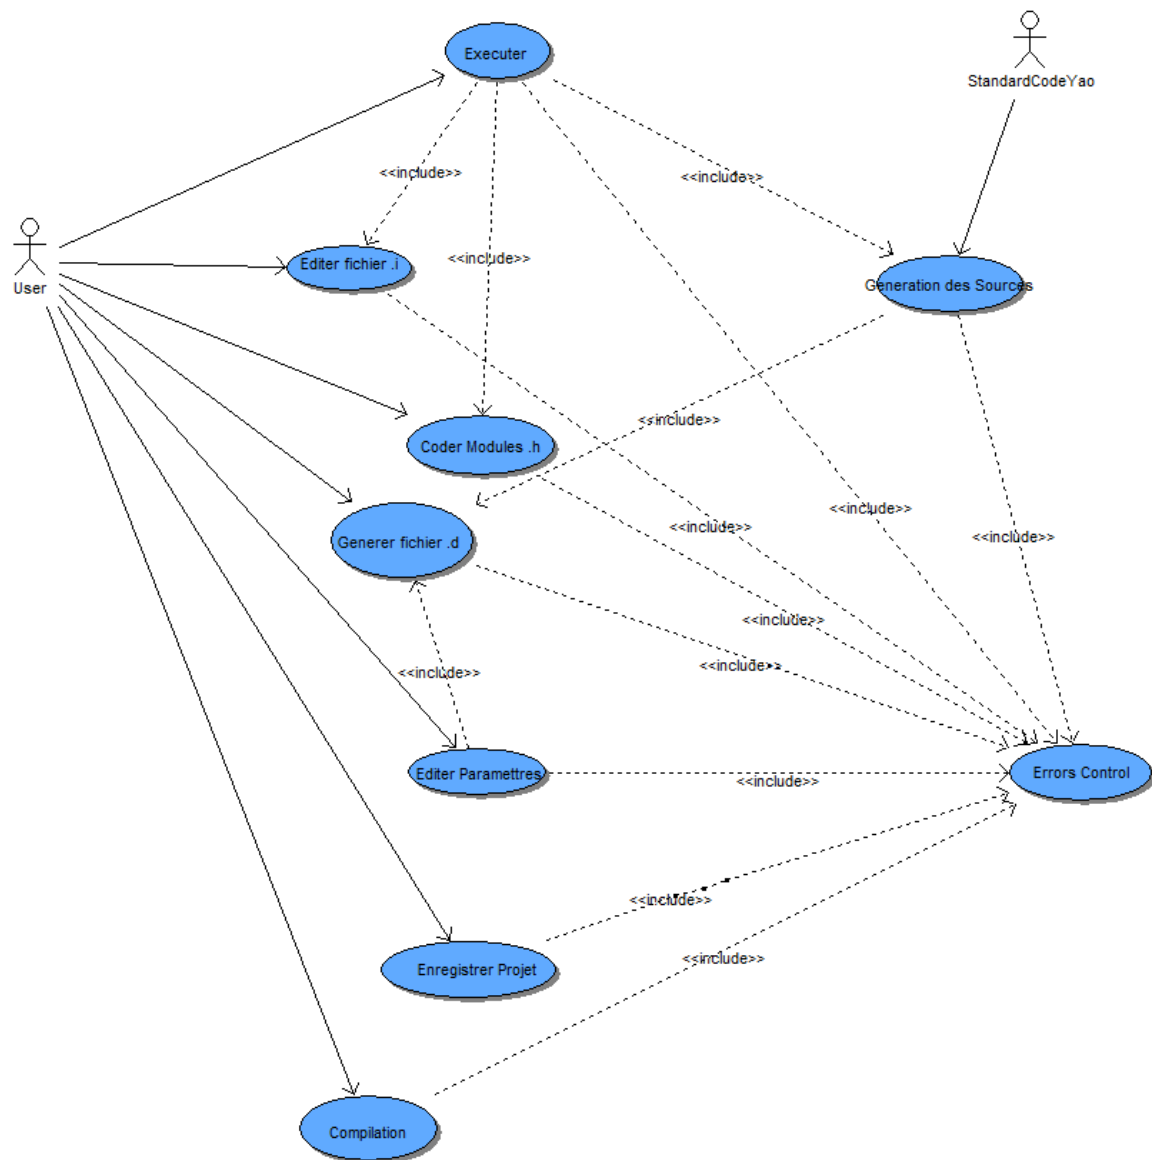 Executer
StandardCodeYao
<<include>>
<<include>>
<<include>>
Editer fichier .i
User
Generation des Sources
<<include>>
Coder Modules .h
<<include>>
<<include>>
<<include>>
Generer fichier .d
<<include>>
<<include>>
<<include>>
<<include>>
Editer Paramettres
Errors Control
<<include>>
<<include>>
<<include>>
Enregistrer Projet
Compilation